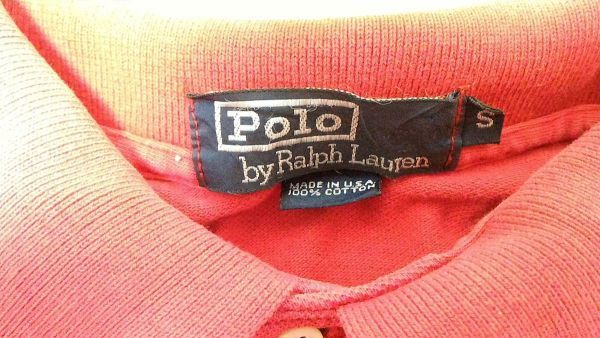 Polo
by Ralph Lauren
S
MADE IN U.S.A
100% COTTON